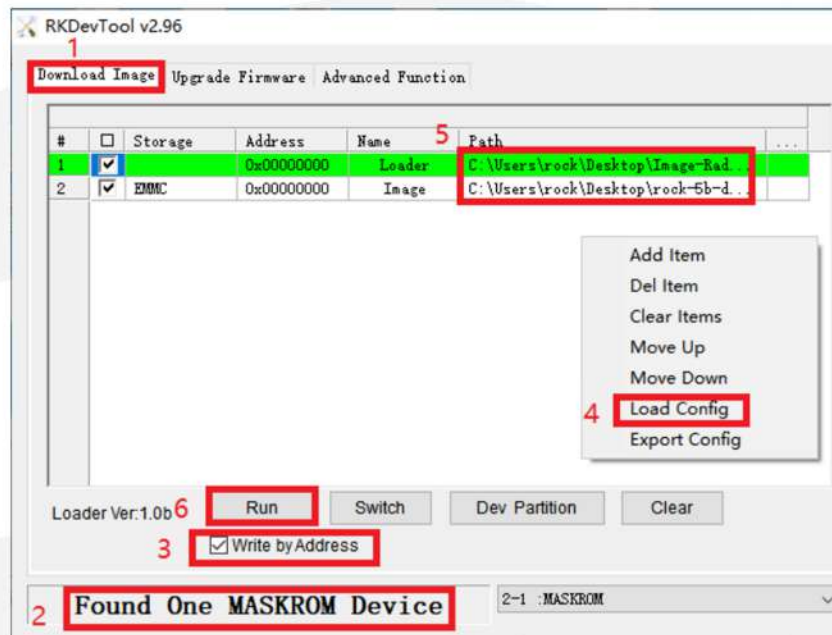 RKDevTool v2.96
1
Download Image Upgrade Firmware Advanced Function
5
# Storage Address Name Path ...
1 0x00000000 Loader C:\Users\rock\Desktop\Image-Rad...
2 EMMC 0x00000000 Image C:\Users\rock\Desktop\rock-5b-d...
Add Item
Del Item
Clear Items
Move Up
Move Down
4 Load Config
Export Config
Loader Ver:1.0b 6 Run Switch Dev Partition Clear
3 Write by Address
2 Found One MASKROM Device 2-1 :MASKROM